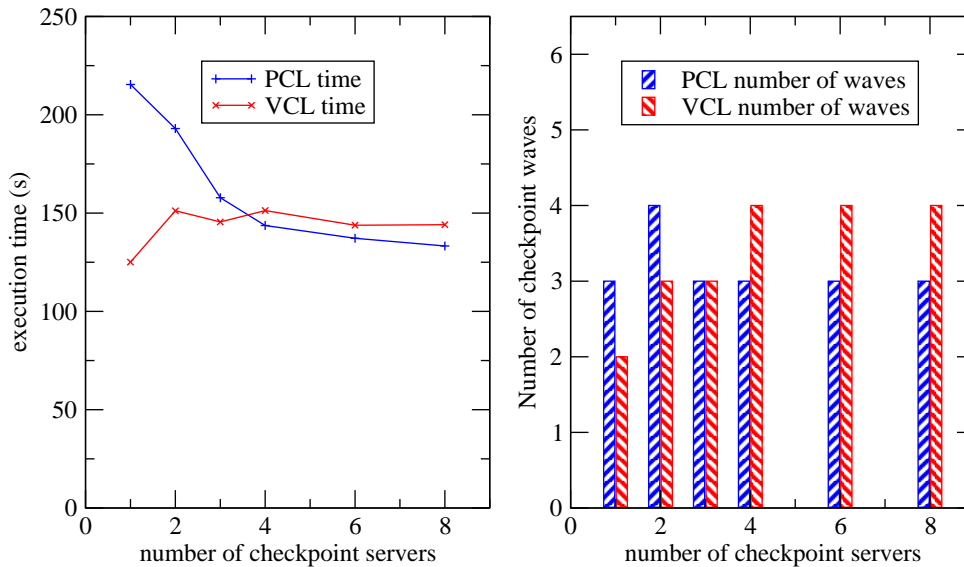 250
200
150
100
50
0
execution time (s)
PCL time
VCL time
0 2 4 6 8
number of checkpoint servers
6
5
4
3
2
1
0
Number of checkpoint waves
PCL number of waves
VCL number of waves
0 2 4 6 8
number of checkpoint servers